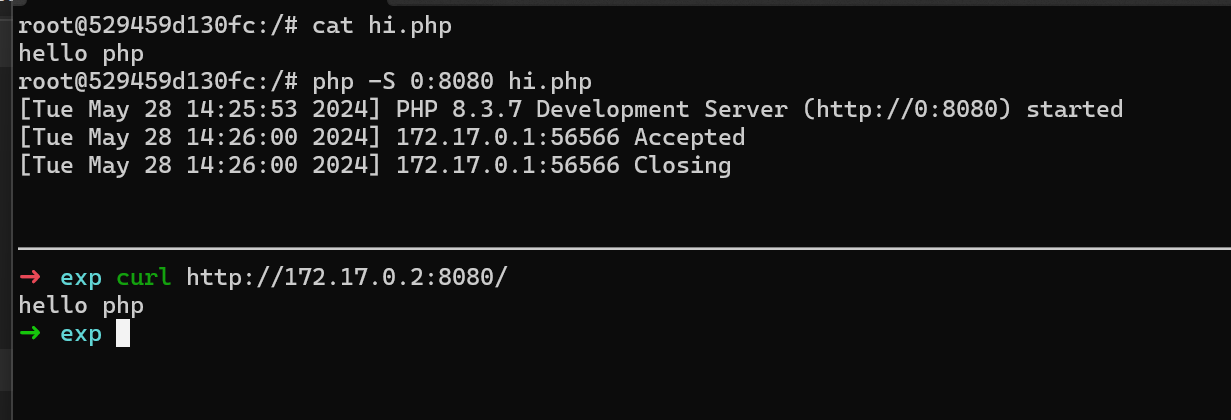 root@529459d130fc:/# cat hi.php
hello php
root@529459d130fc:/# php -S 0:8080 hi.php
[Tue May 28 14:25:53 2024] PHP 8.3.7 Development Server (http://0:8080) started
[Tue May 28 14:26:00 2024] 172.17.0.1:56566 Accepted
[Tue May 28 14:26:00 2024] 172.17.0.1:56566 Closing
→ exp curl http://172.17.0.2:8080/
hello php
→ exp